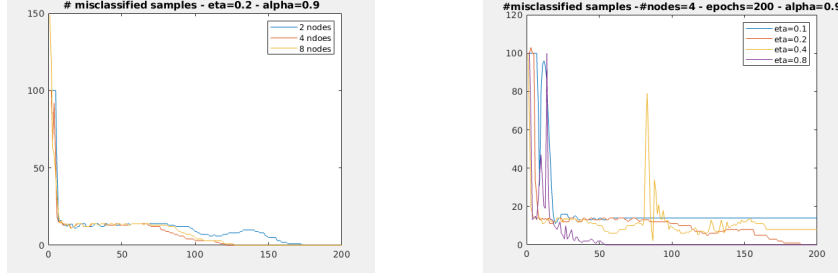 # misclassified samples - eta=0.2 - alpha=0.9
150
100
50
0
0
50
100
150
200
2 nodes
4 ndoes
8 nodes
#misclassified samples -#nodes=4 - epochs=200 - alpha=0.9
120
100
80
60
40
20
0
0
50
100
150
200
eta=0.1
eta=0.2
eta=0.4
eta=0.8